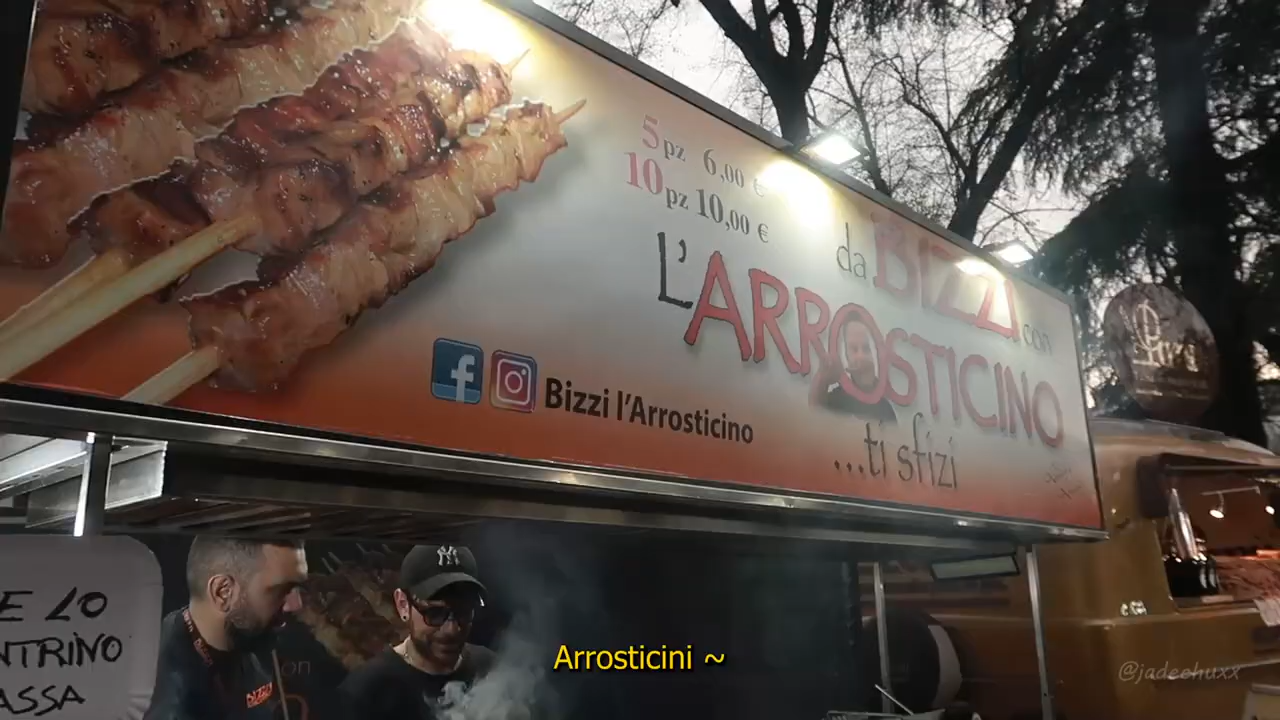 5 pz 6,00 €
10 pz 10,00 €
da BIZZI con
L'ARROSTICINO
...ti sfizi
Bizzi l'Arrosticino
E LO
NTRINO
ASSA
NY
Arrosticini ~
@jadeehuxx